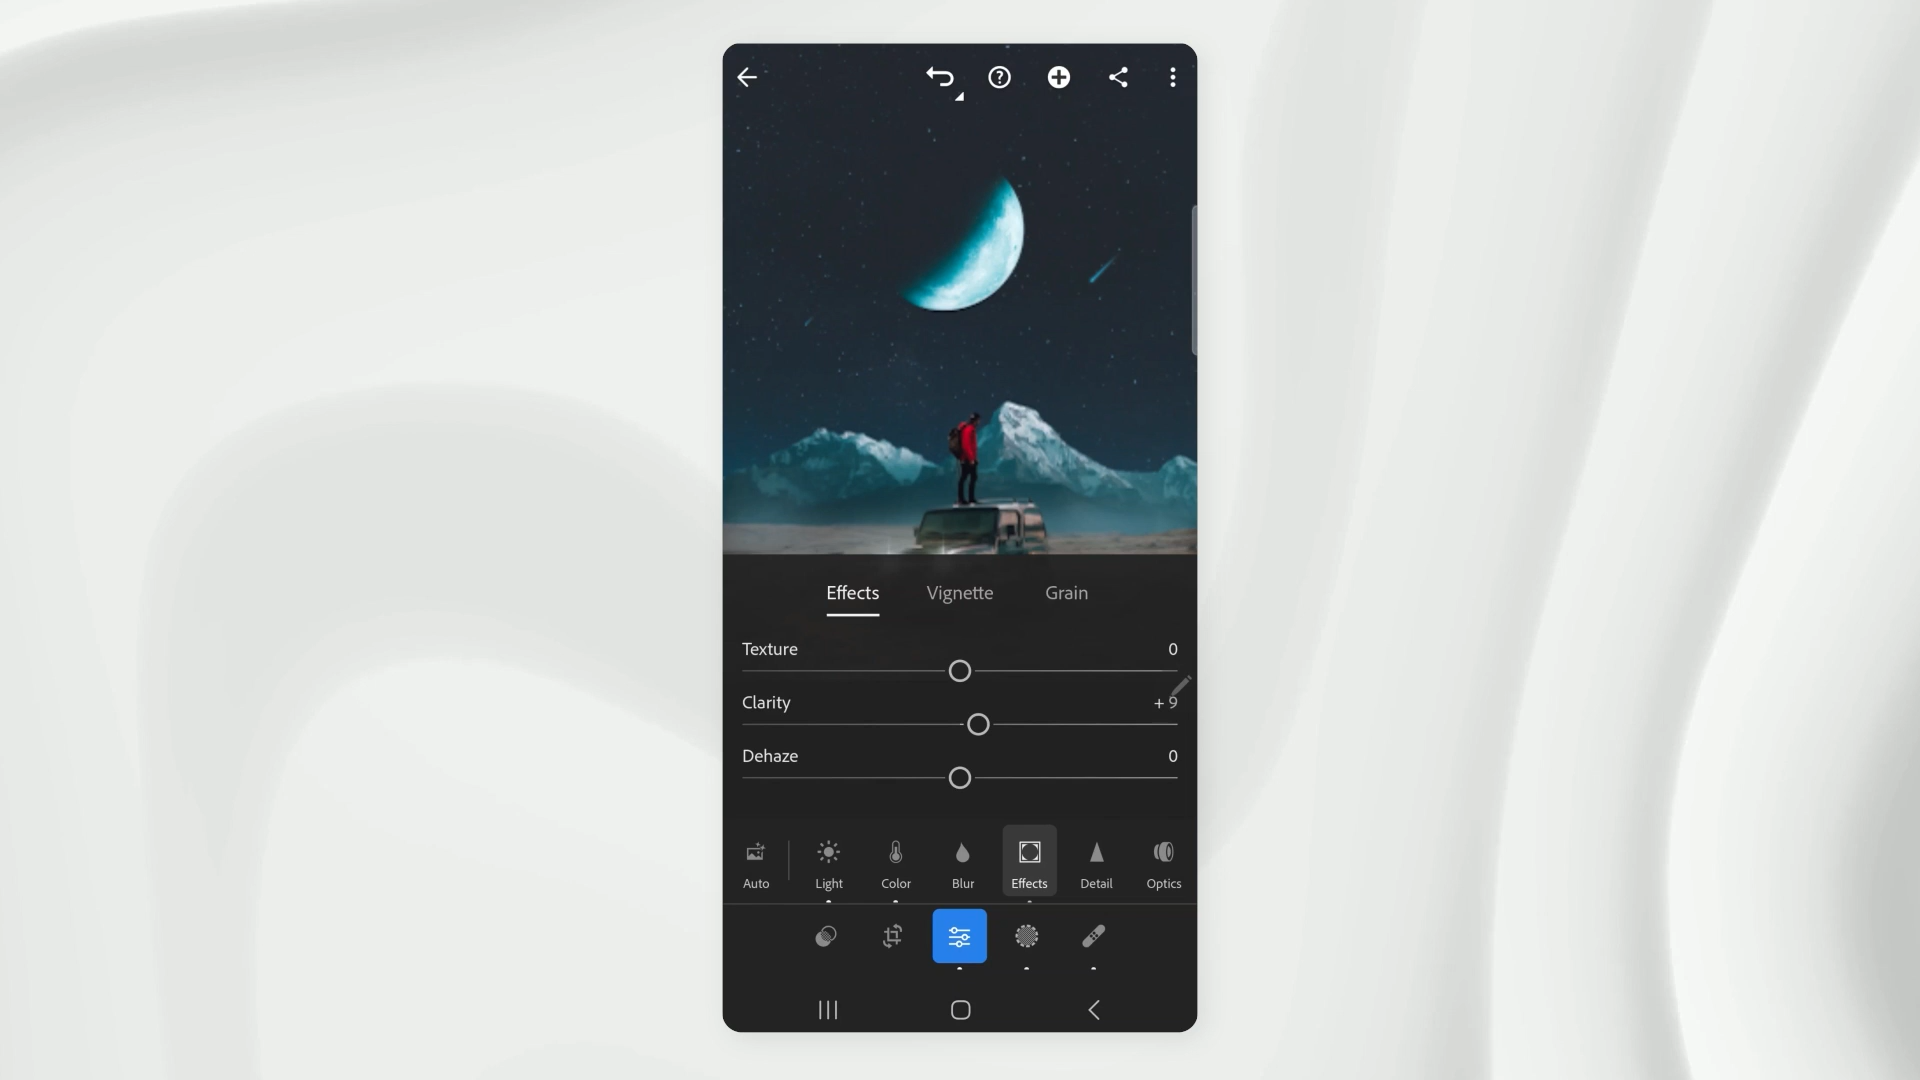 Effects Vignette Grain
Texture 0
Clarity + 9
Dehaze 0
Auto Light Color Blur Effects Detail Optics